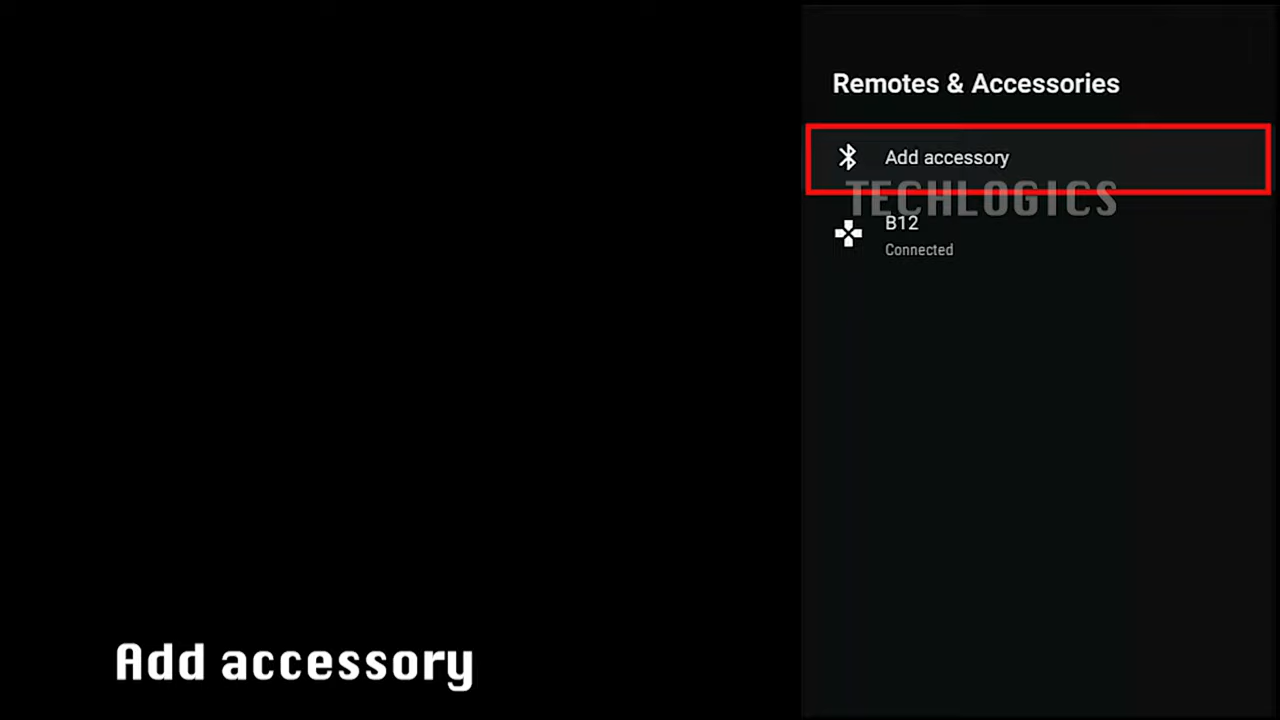 Remotes & Accessories
Add accessory
TECHLOGICS
B12
Connected
Add accessory